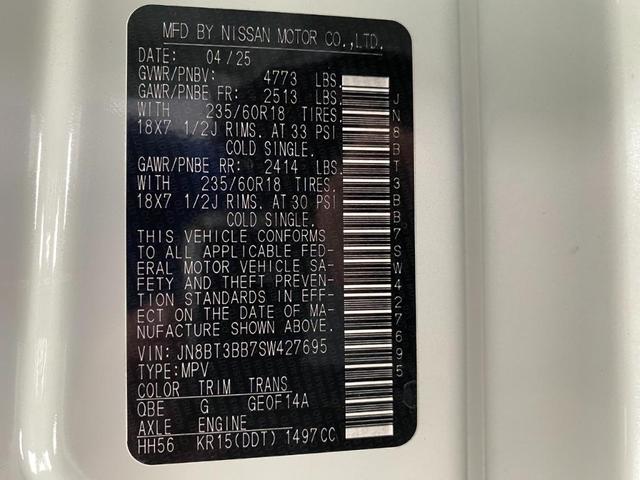 MFD BY NISSAN MOTOR CO.,LTD.
DATE: 04/25
GVWR/PNBV: 4773 LBS.
GAWR/PNBE FR: 2513 LBS.
WITH 235/60R18 TIRES.
18X7 1/2J RIMS. AT 33 PSI
COLD SINGLE.
GAWR/PNBE RR: 2414 LBS.
WITH 235/60R18 TIRES.
18X7 1/2J RIMS. AT 30 PSI
COLD SINGLE.
THIS VEHICLE CONFORMS
TO ALL APPLICABLE FED-
ERAL MOTOR VEHICLE SA-
FETY AND THEFT PREVEN-
TION STANDARDS IN EFF-
ECT ON THE DATE OF MA-
NUFACTURE SHOWN ABOVE.
VIN: JN8BT3BB7SW427695
TYPE:MPV
COLOR TRIM TRANS
QBE G GE0F14A
AXLE ENGINE
HH56 KR15(DDT) 1497CC
JN8BT3BB7SW427695